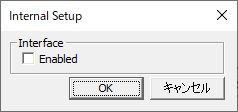 Internal Setup
Interface
Enabled
OK
キャンセル